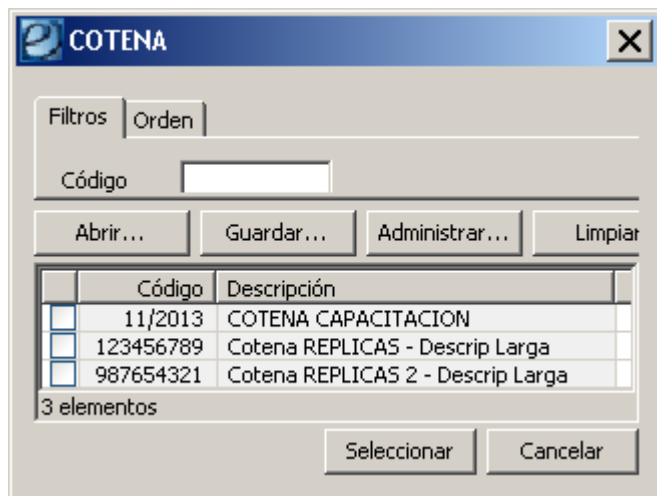 COTENA
Filtros Orden
Código
Abrir... Guardar... Administrar... Limpiar
Código Descripción
11/2013 COTENA CAPACITACION
123456789 Cotena REPLICAS - Descrip Larga
987654321 Cotena REPLICAS 2 - Descrip Larga
3 elementos
Seleccionar Cancelar